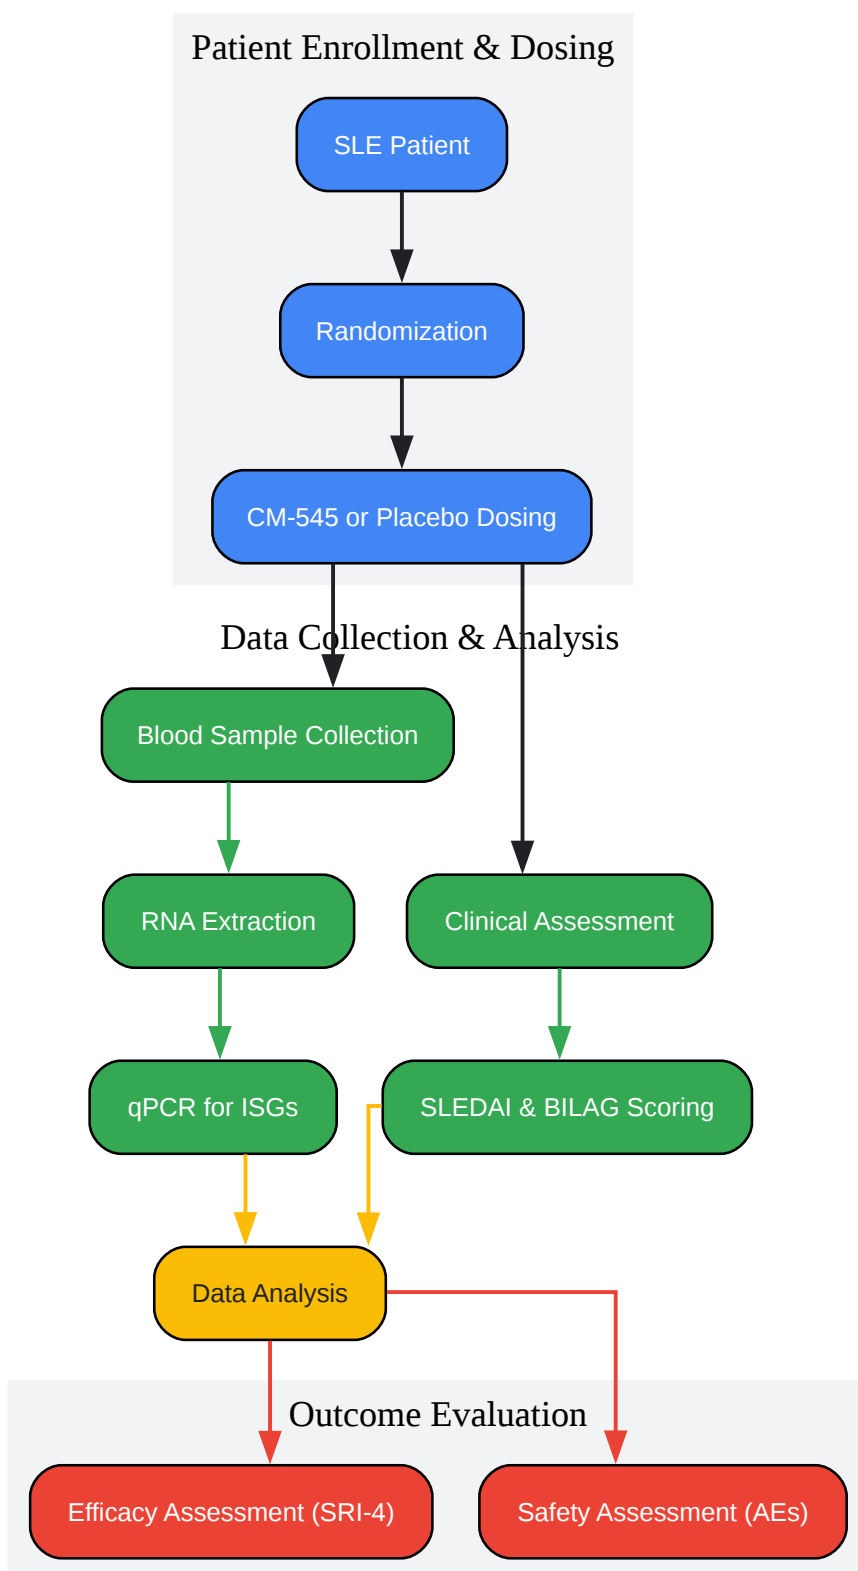 Patient Enrollment & Dosing
SLE Patient
Randomization
CM-545 or Placebo Dosing
Data Collection & Analysis
Blood Sample Collection
RNA Extraction
Clinical Assessment
qPCR for ISGs
SLEDAI & BILAG Scoring
Data Analysis
Outcome Evaluation
Efficacy Assessment (SRI-4)
Safety Assessment (AEs)